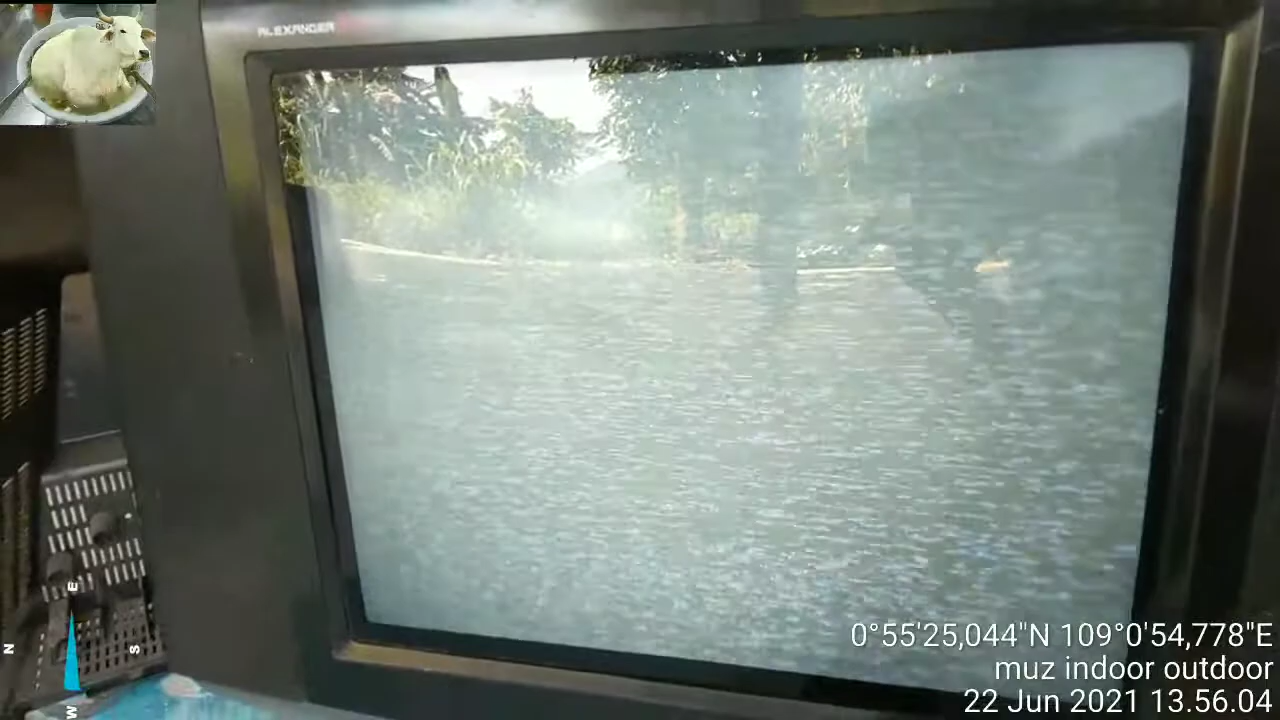 ALEXANDER
E
N
S
W
0°55'25,044"N 109°0'54,778"E
muz indoor outdoor
22 Jun 2021 13.56.04